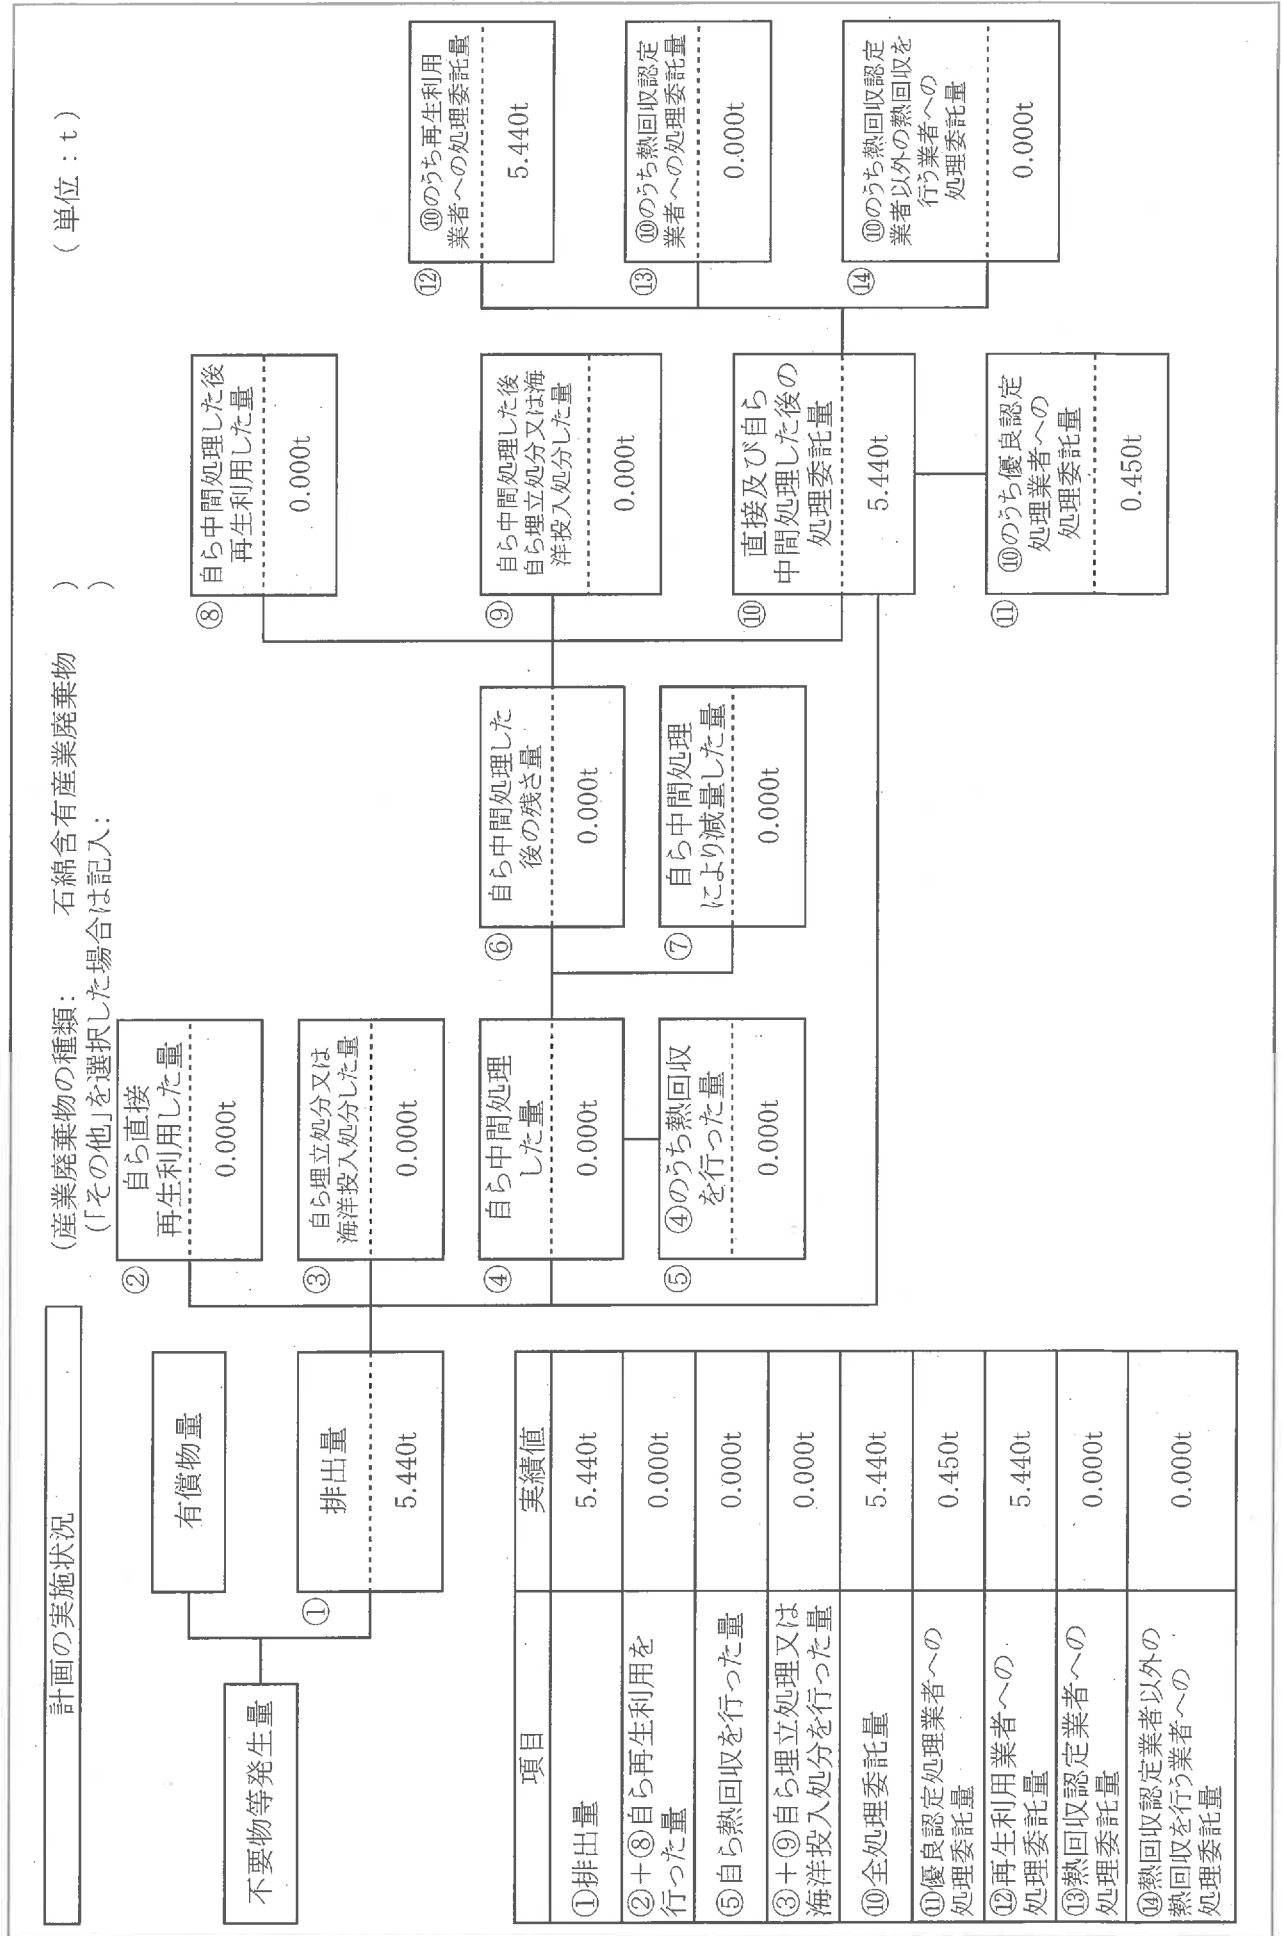 計画の実施状況
(産業廃棄物の種類: 石綿含有産業廃棄物 )
(「その他」を選択した場合は記入: )
(単位:t)
不要物等発生量
有償物量
①
排出量
5.440t
②
自ら直接
再生利用した量
0.000t
③
自ら埋立処分又は
海洋投入処分した量
0.000t
④
自ら中間処理
した量
0.000t
⑤
④のうち熱回収
を行った量
0.000t
⑥
自ら中間処理した
後の残さ量
0.000t
⑦
自ら中間処理
により減量した量
0.000t
⑧
自ら中間処理した後
再生利用した量
0.000t
⑨
自ら中間処理した後
自ら埋立処分又は海
洋投入処分した量
0.000t
⑩
直接及び自ら
中間処理した後の
処理委託量
5.440t
⑪
⑩のうち優良認定
処理業者への
処理委託量
0.450t
⑫
⑩のうち再生利用
業者への処理委託量
5.440t
⑬
⑩のうち熱回収認定
業者への処理委託量
0.000t
⑭
⑩のうち熱回収認定
業者以外の熱回収を
行う業者への
処理委託量
0.000t
項目 実績値
①排出量 5.440t
②+⑧自ら再生利用を
行った量 0.000t
⑤自ら熱回収を行った量 0.000t
③+⑨自ら埋立処理又は
海洋投入処分を行った量 0.000t
⑩全処理委託量 5.440t
⑪優良認定処理業者への
処理委託量 0.450t
⑫再生利用業者への
処理委託量 5.440t
⑬熱回収認定業者への
処理委託量 0.000t
⑭熱回収認定業者以外の
熱回収を行う業者への
処理委託量 0.000t